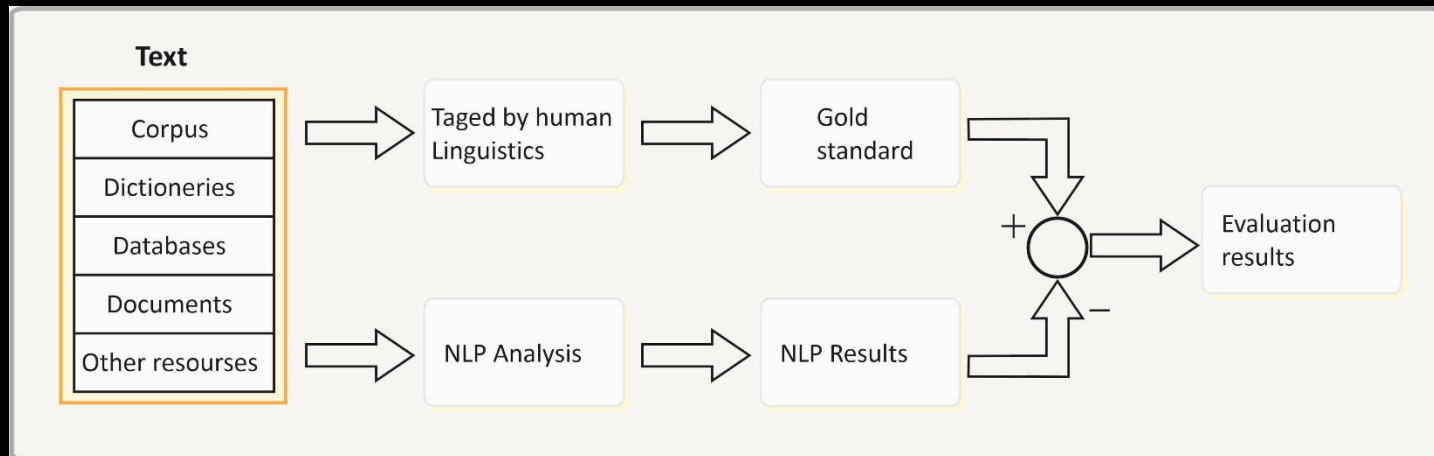 Text
Corpus
Dictioneries
Databases
Documents
Other resourses
Taged by human
Linguistics
Gold
standard
NLP Analysis
NLP Results
+
−
Evaluation
results